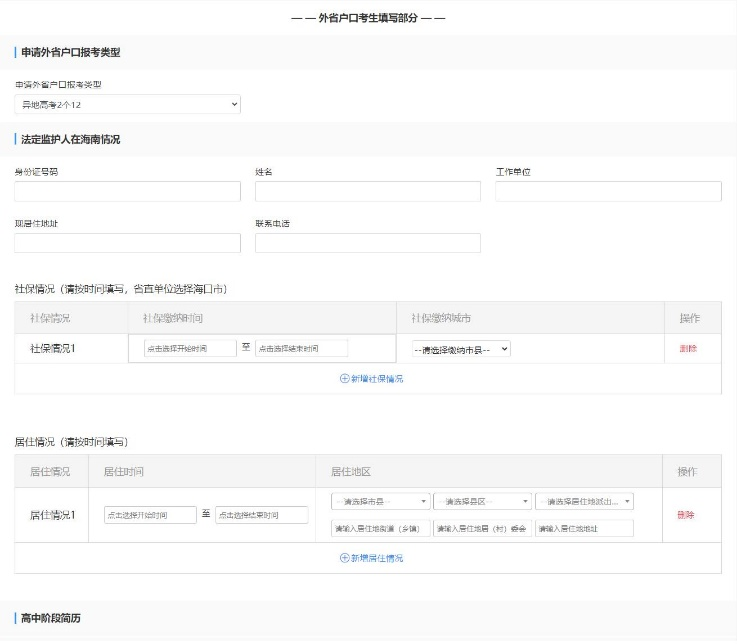 — — 外省户口考生填写部分 — —
申请外省户口报考类型
申请外省户口报考类型
异地高考2个12
法定监护人在海南情况
身份证号码 姓名 工作单位
现居住地址 联系电话
社保情况（请按时间填写，省直单位选择海口市）
社保情况 社保缴纳时间 社保缴纳城市 操作
社保情况1 点击选择开始时间 至 点击选择结束时间 --请选择缴纳市县-- 删除
新增社保情况
居住情况（请按时间填写）
居住情况 居住时间 居住地区 操作
--请选择市县-- --请选择县区-- --请选择居住地派出...
居住情况1 点击选择开始时间 至 点击选择结束时间 删除
请输入居住地街道（乡镇） 请输入居住地居（村）委会 请输入居住地地址
新增居住情况
高中阶段简历